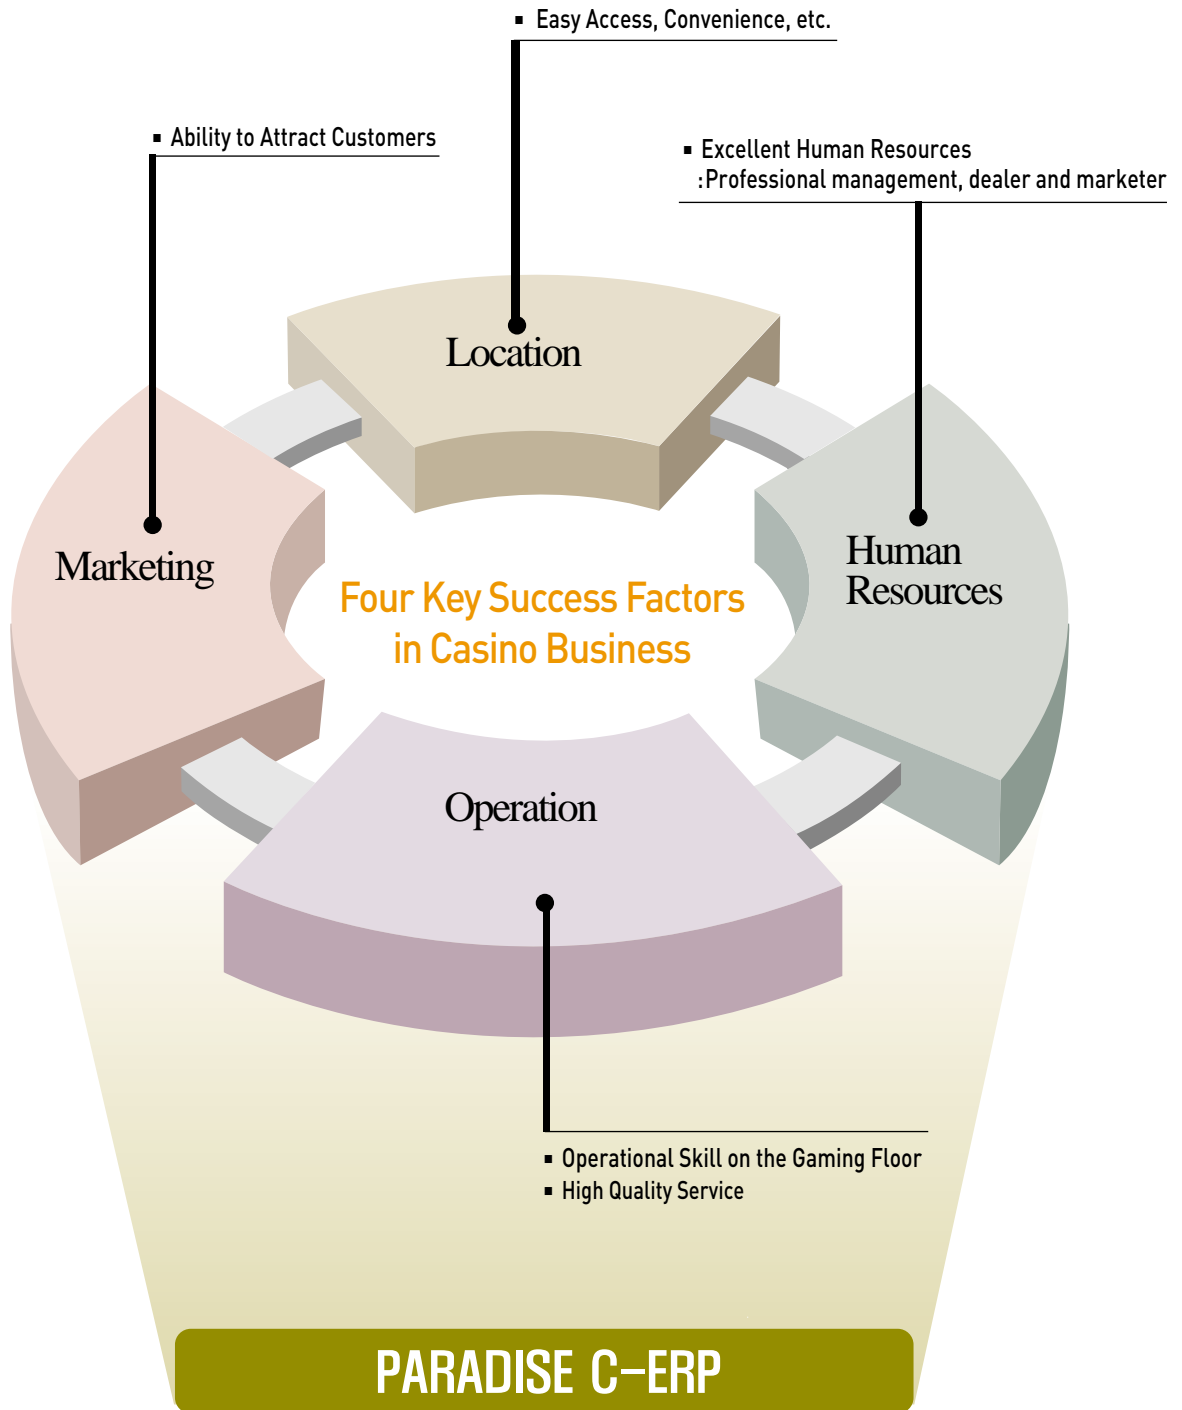 ▪ Easy Access, Convenience, etc.
▪ Ability to Attract Customers
▪ Excellent Human Resources
:Professional management, dealer and marketer
Location
Marketing
Human
Resources
Four Key Success Factors
in Casino Business
Operation
▪ Operational Skill on the Gaming Floor
▪ High Quality Service
PARADISE C-ERP